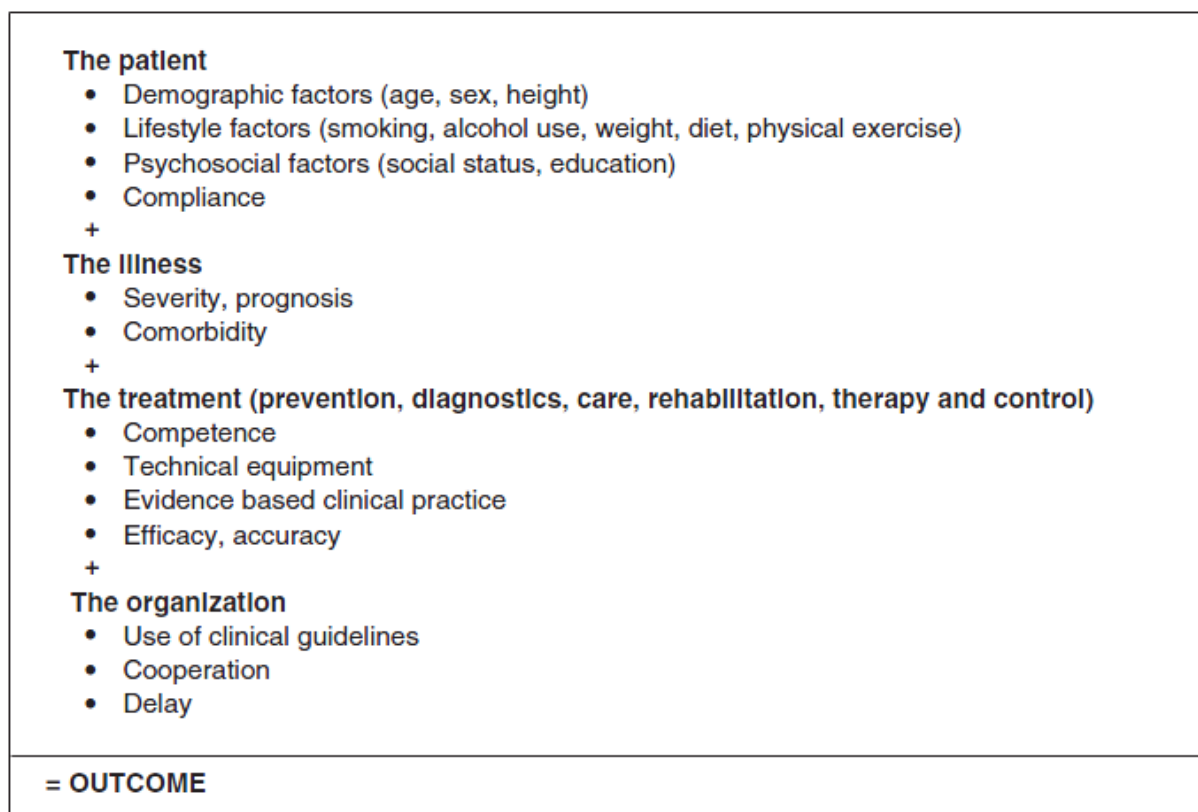 The patient
• Demographic factors (age, sex, height)
• Lifestyle factors (smoking, alcohol use, weight, diet, physical exercise)
• Psychosocial factors (social status, education)
• Compliance
+
The illness
• Severity, prognosis
• Comorbidity
+
The treatment (prevention, diagnostics, care, rehabilitation, therapy and control)
• Competence
• Technical equipment
• Evidence based clinical practice
• Efficacy, accuracy
+
The organization
• Use of clinical guidelines
• Cooperation
• Delay
= OUTCOME